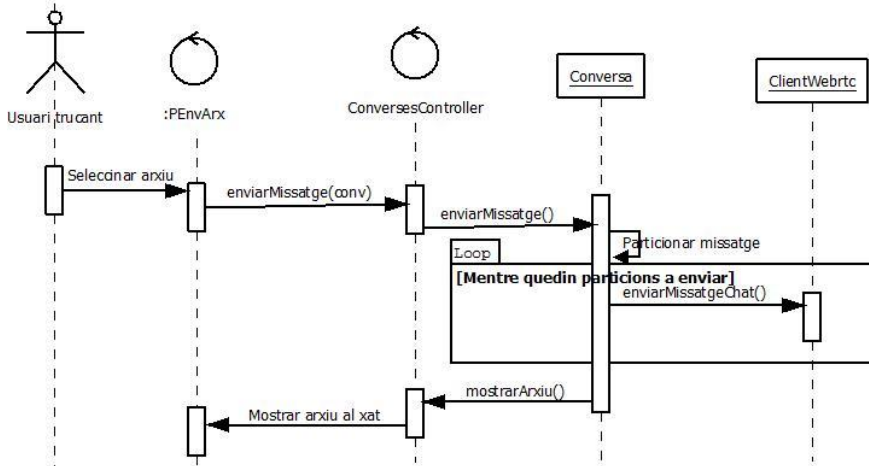 Conversa
ClientWebrtc
Usuari trucant
:PEnvArx
ConversesController
Seleccinar arxiu
enviarMissatge(conv)
enviarMissatge()
Particionar missatge
Loop
[Mentre quedin particions a enviar]
enviarMissatgeChat()
mostrarArxiu()
Mostrar arxiu al xat